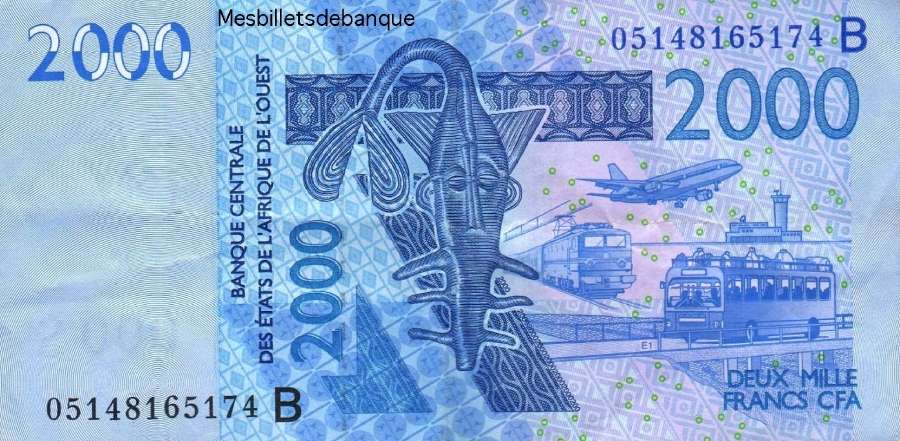 Mesbilletsdebanque
2000
05148165174 B
2000
BANQUE CENTRALE
DES ÉTATS DE L'AFRIQUE DE L'OUEST
2000
E1
DEUX MILLE
FRANCS CFA
05148165174 B